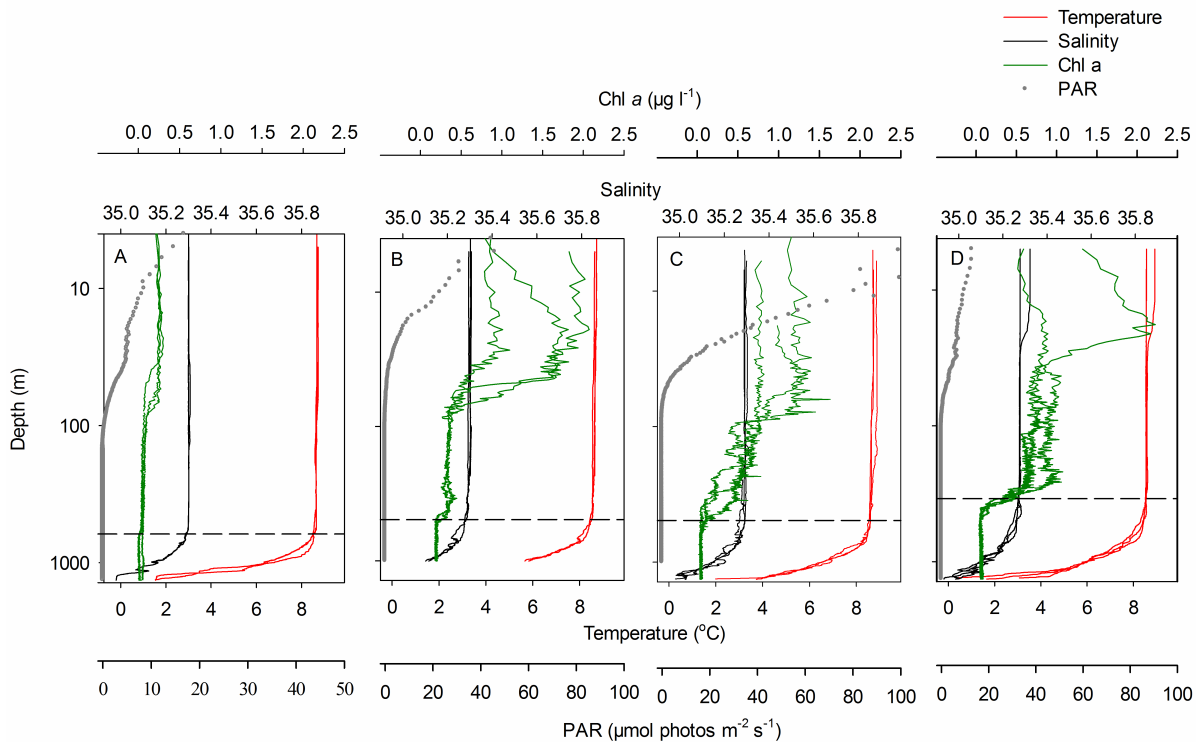 Temperature
Salinity
Chl a
PAR
Chl a (µg l-1)
0.0 0.5 1.0 1.5 2.0 2.5 0.0 0.5 1.0 1.5 2.0 2.5 0.0 0.5 1.0 1.5 2.0 2.5 0.0 0.5 1.0 1.5 2.0 2.5
Salinity
35.0 35.2 35.4 35.6 35.8 35.0 35.2 35.4 35.6 35.8 35.0 35.2 35.4 35.6 35.8 35.0 35.2 35.4 35.6 35.8
A B C D
10
100
1000
Depth (m)
0 2 4 6 8 0 2 4 6 8 0 2 4 6 8 0 2 4 6 8
Temperature (oC)
0 10 20 30 40 50 0 20 40 60 80 100 0 20 40 60 80 100 0 20 40 60 80 100
PAR (µmol photos m-2 s-1)